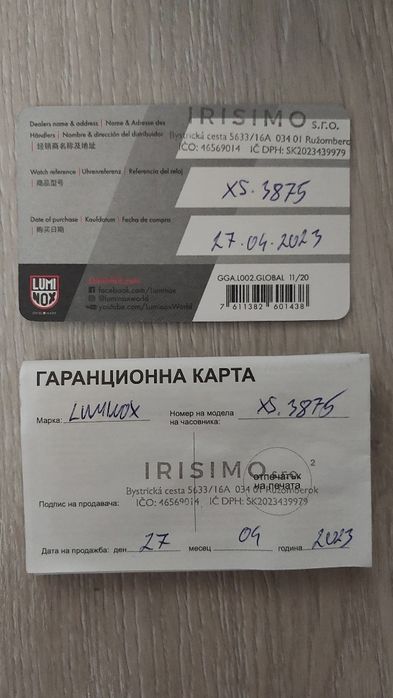 Dealers name & address | Name & Adresse des
Händlers | Nombre & dirección del distribuidor
| 经销商名称及地址
IRISIMO s.r.o.
Bystrická cesta 5633/16A 034 01 Ružomberok
IČO: 46569014 IČ DPH: SK2023439979
Watch reference | Uhrenreferenz | Referencia del reloj
| 商品型号
XS.3875
Date of purchase | Kaufdatum | Fecha de compra
| 购买日期
27.04.2023
GGA.L002.GLOBAL 11/20
7 611382 601438
LUMI
NOX
facebook.com/Luminox
@luminoxworld
youtube.com/LuminoxWorld
ГАРАНЦИОННА КАРТА
Марка: LUMINOX Номер на модела XS.3875
на часовника:
IRISIMO s.r.o.
2
отпечатък
на печата
Bystrická cesta 5633/16A 034 01 Ružomberok
Подпис на продавача: IČO: 46569014 IČ DPH: SK2023439979
Дата на продажба: ден 27 месец 04 година 2023